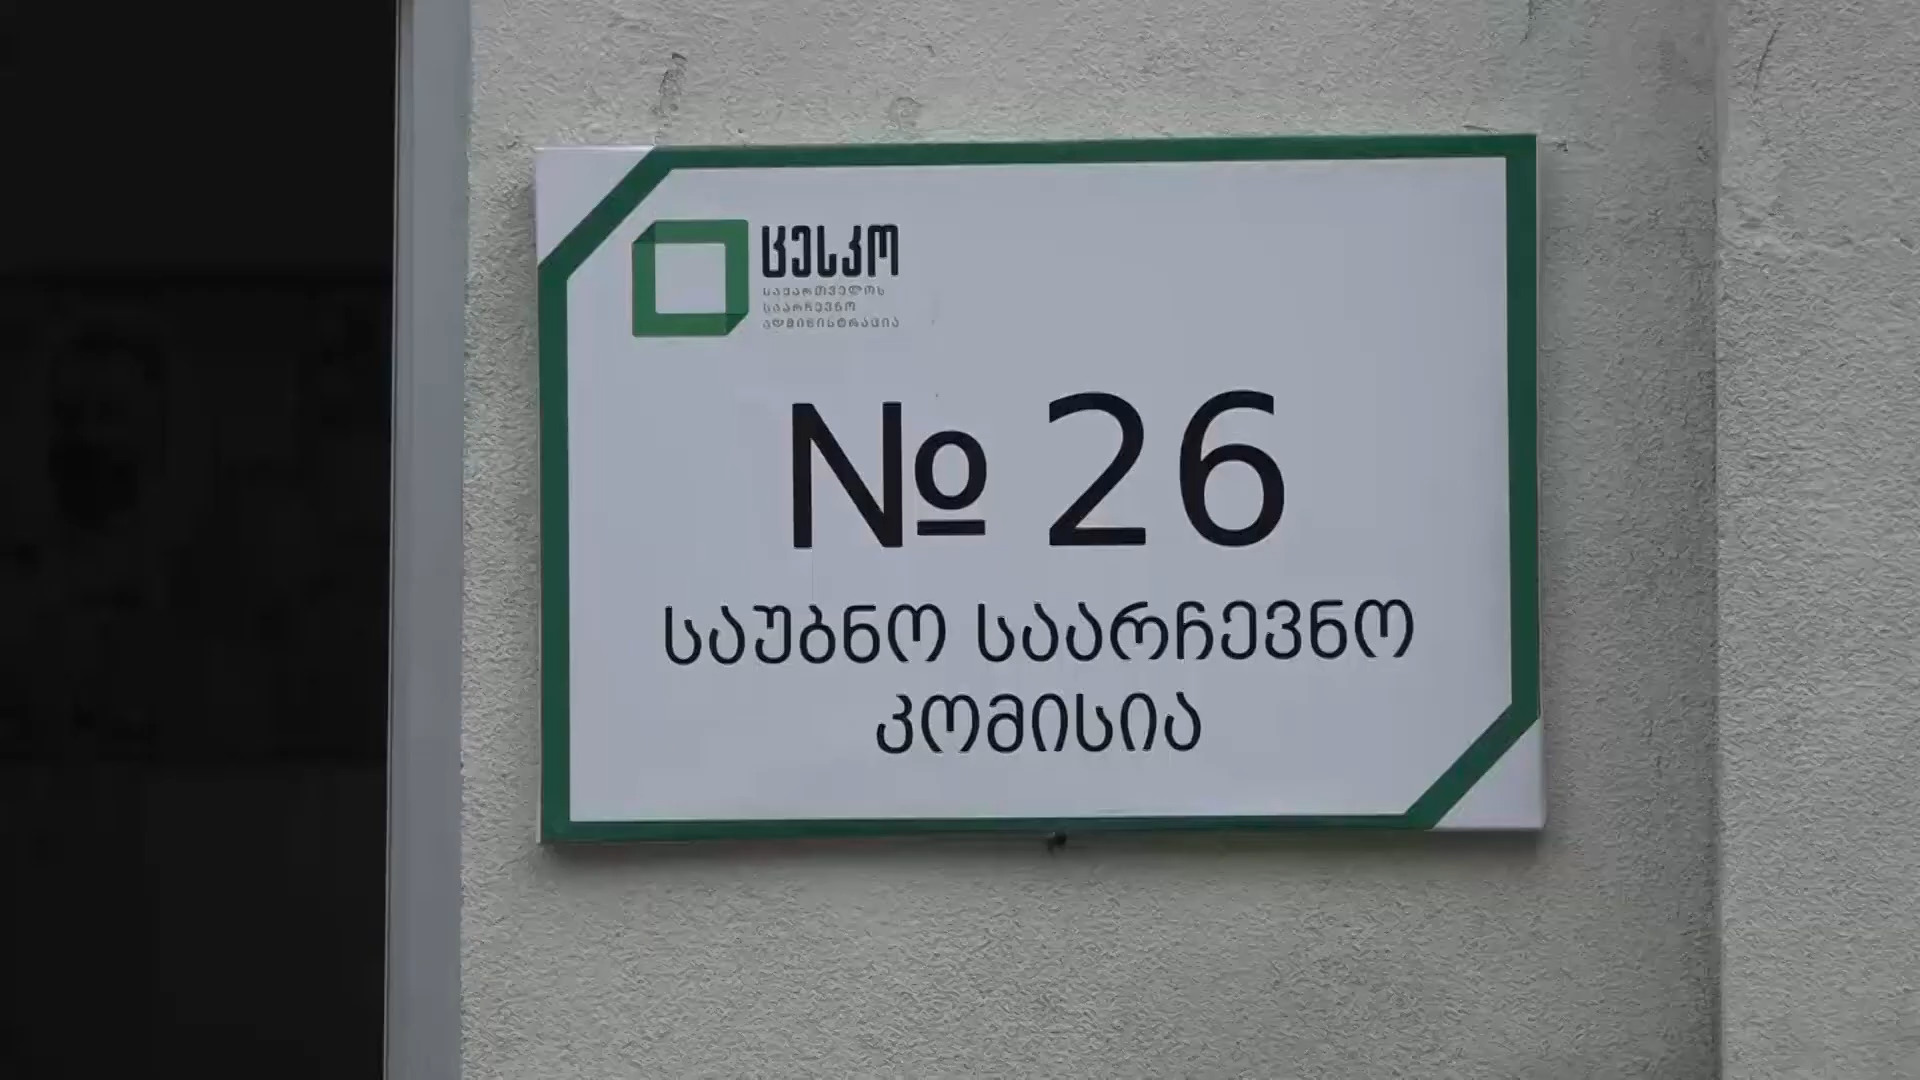 ცესკო
საქართველოს
საარჩევნო
ადმინისტრაცია
№ 26
საუბნო საარჩევნო
კომისია